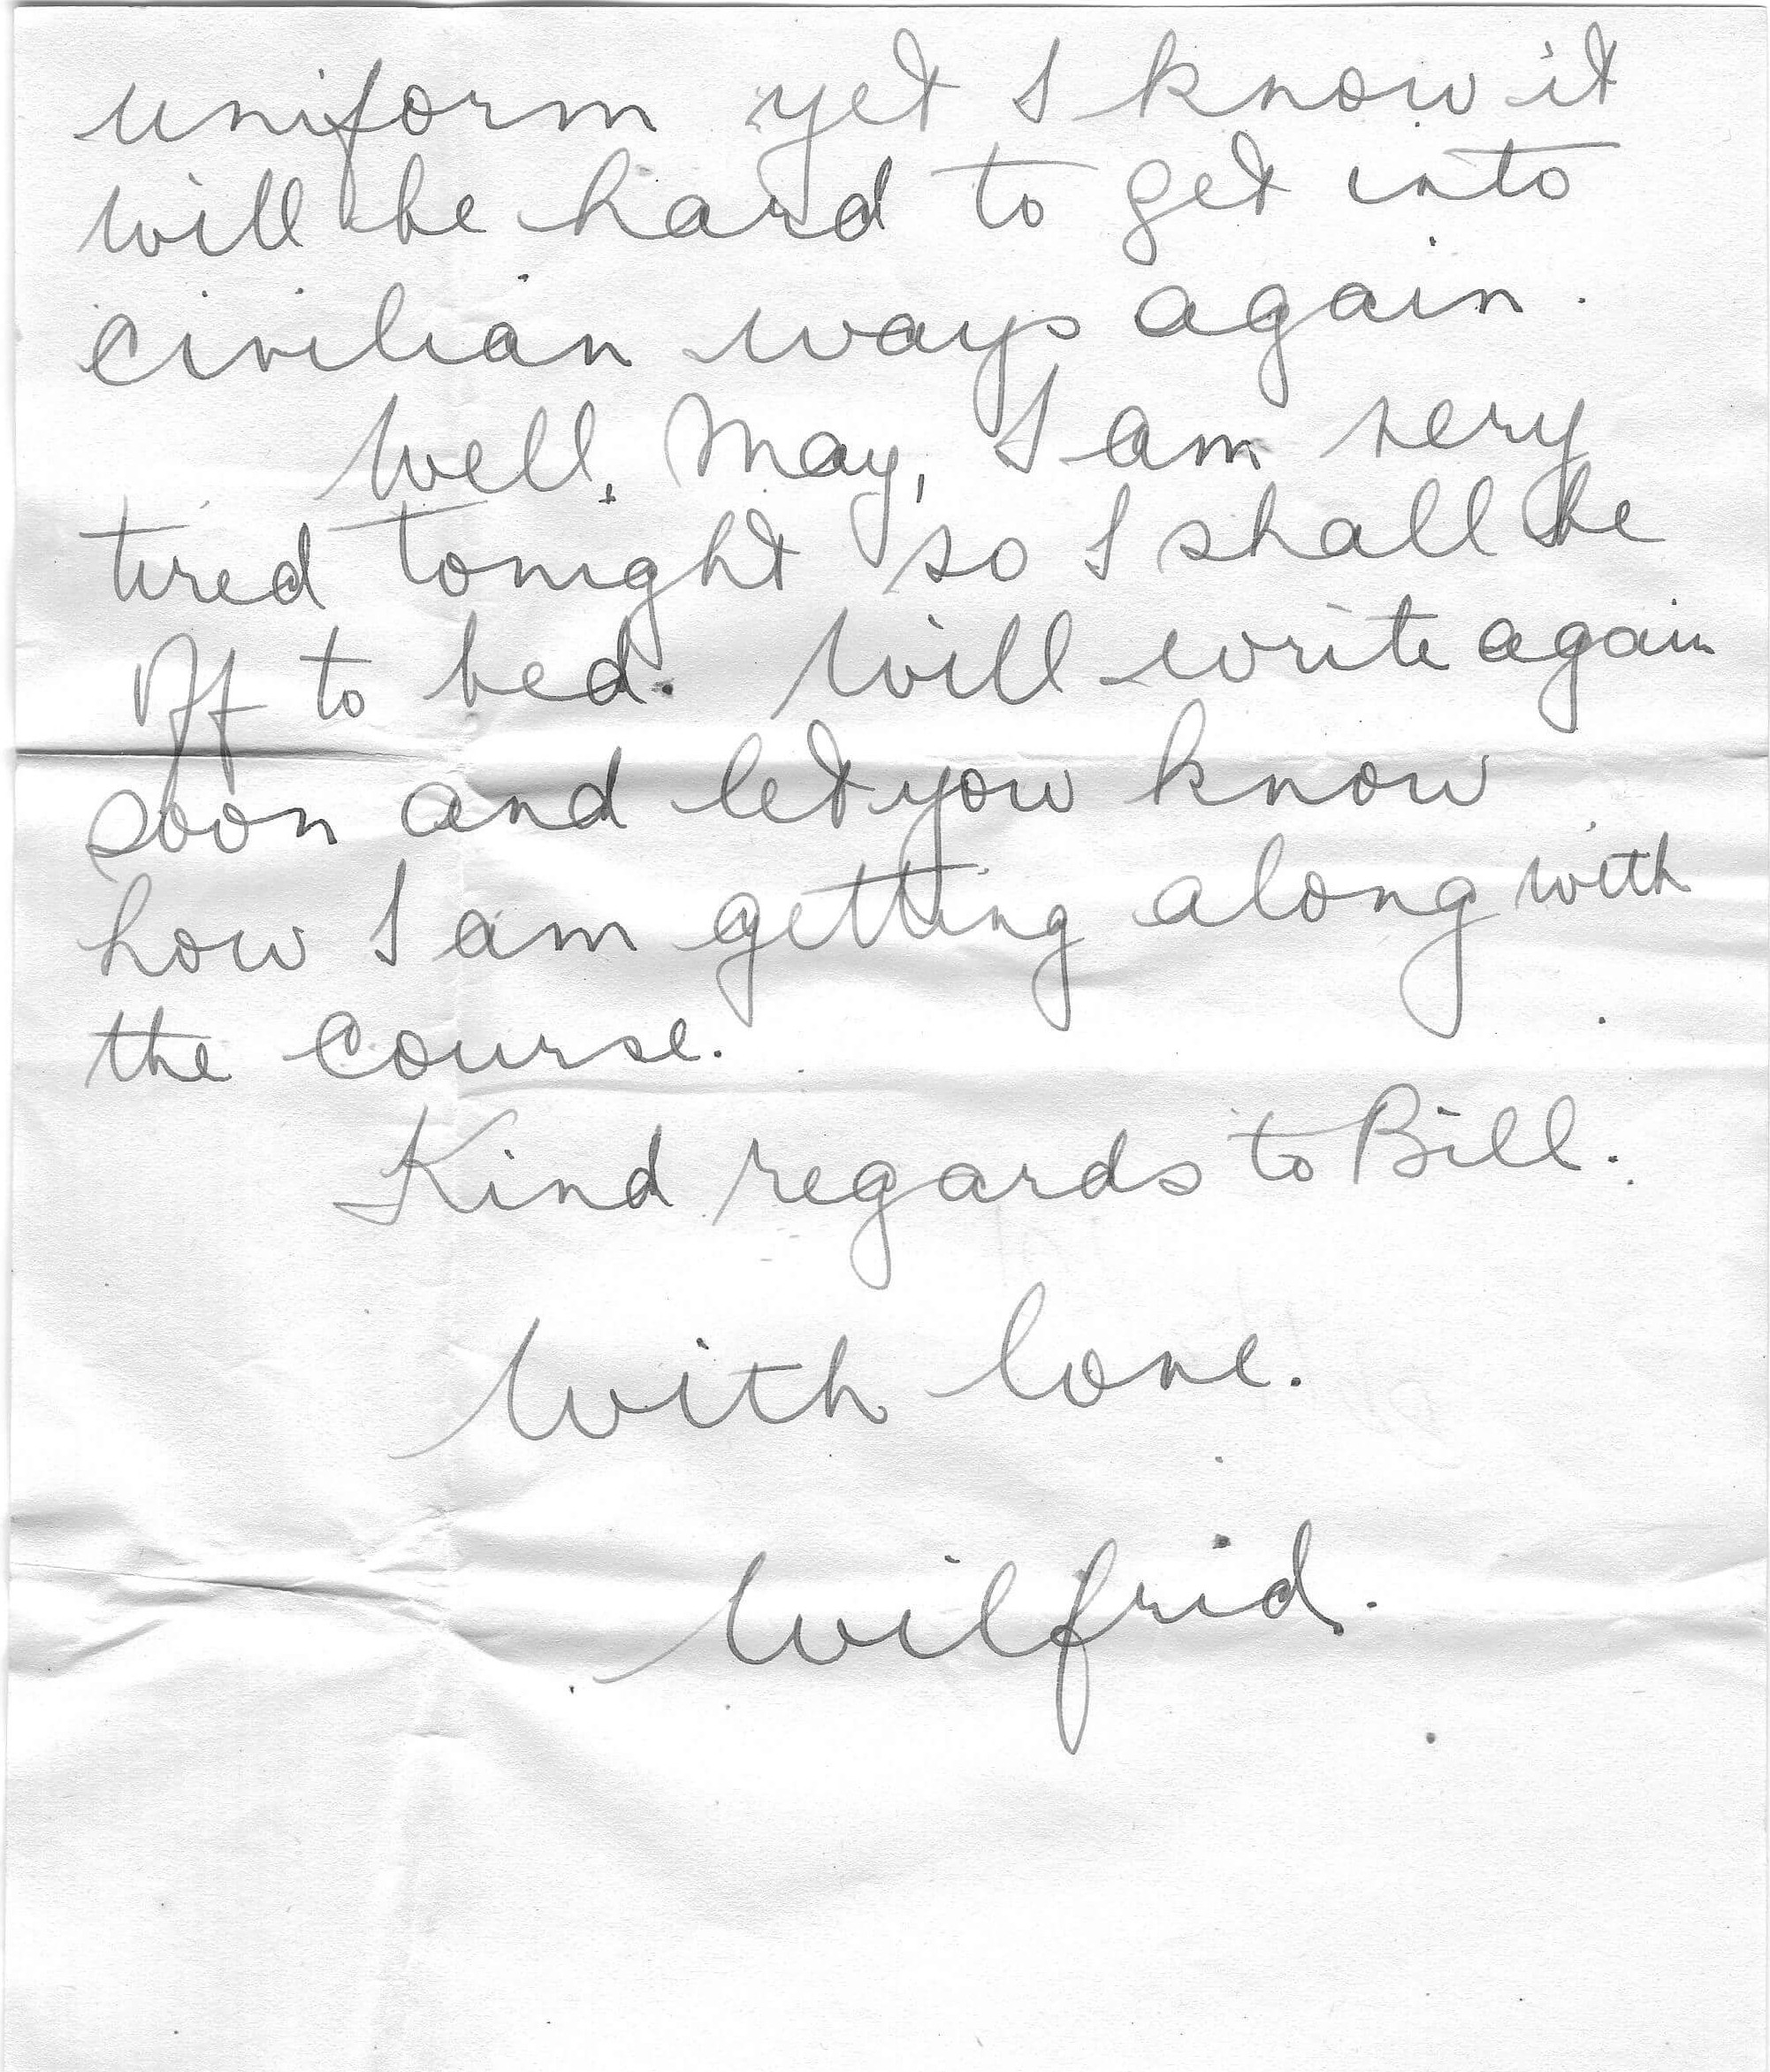 uniform yet I know it
will be hard to get into
civilian ways again.
Well, May, I am very
tired tonight so I shall be
off to bed. Will write again
soon and let you know
how I am getting along with
the course.
Kind regards to Bill.
With love.
Wilfrid.